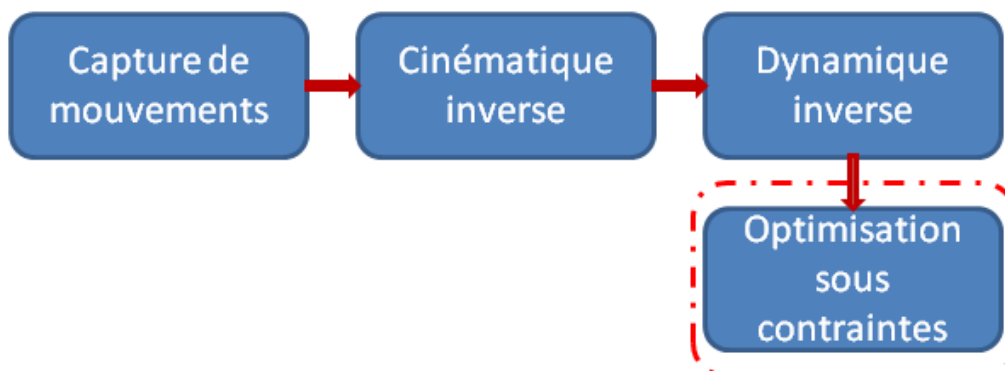 Capture de
mouvements
Cinématique
inverse
Dynamique
inverse
Optimisation
sous
contraintes